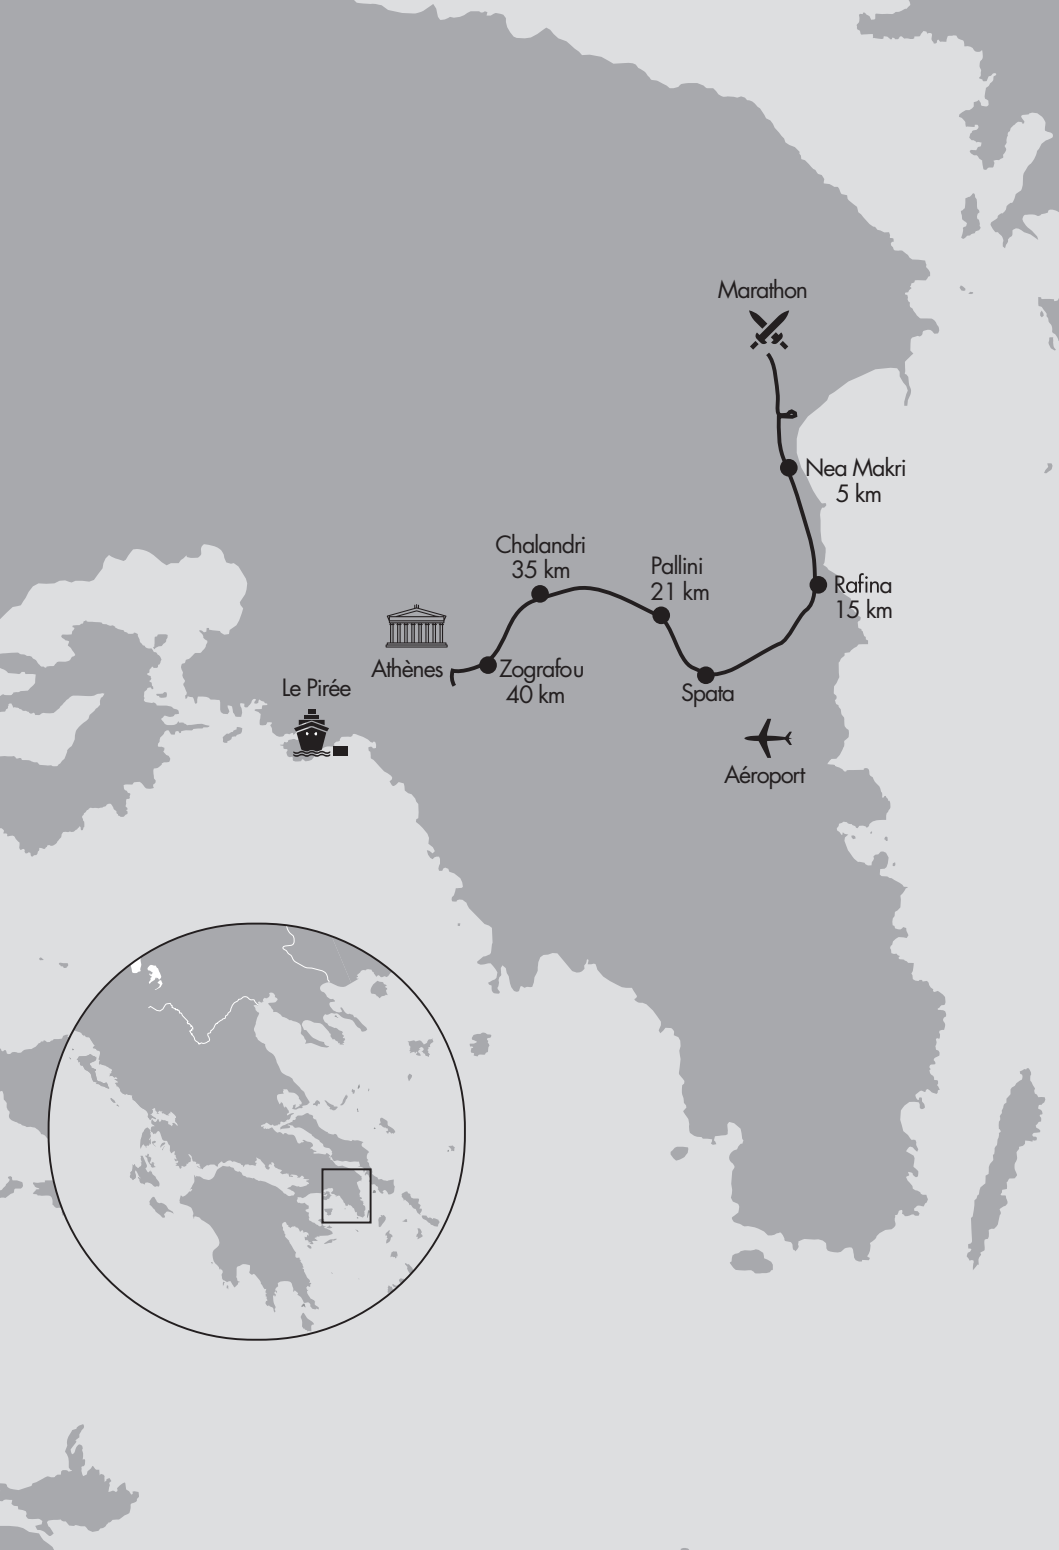 Marathon
Nea Makri
5 km
Chalandri
35 km
Pallini
21 km
Rafina
15 km
Athènes
Zografou
40 km
Le Pirée
Spata
Aéroport